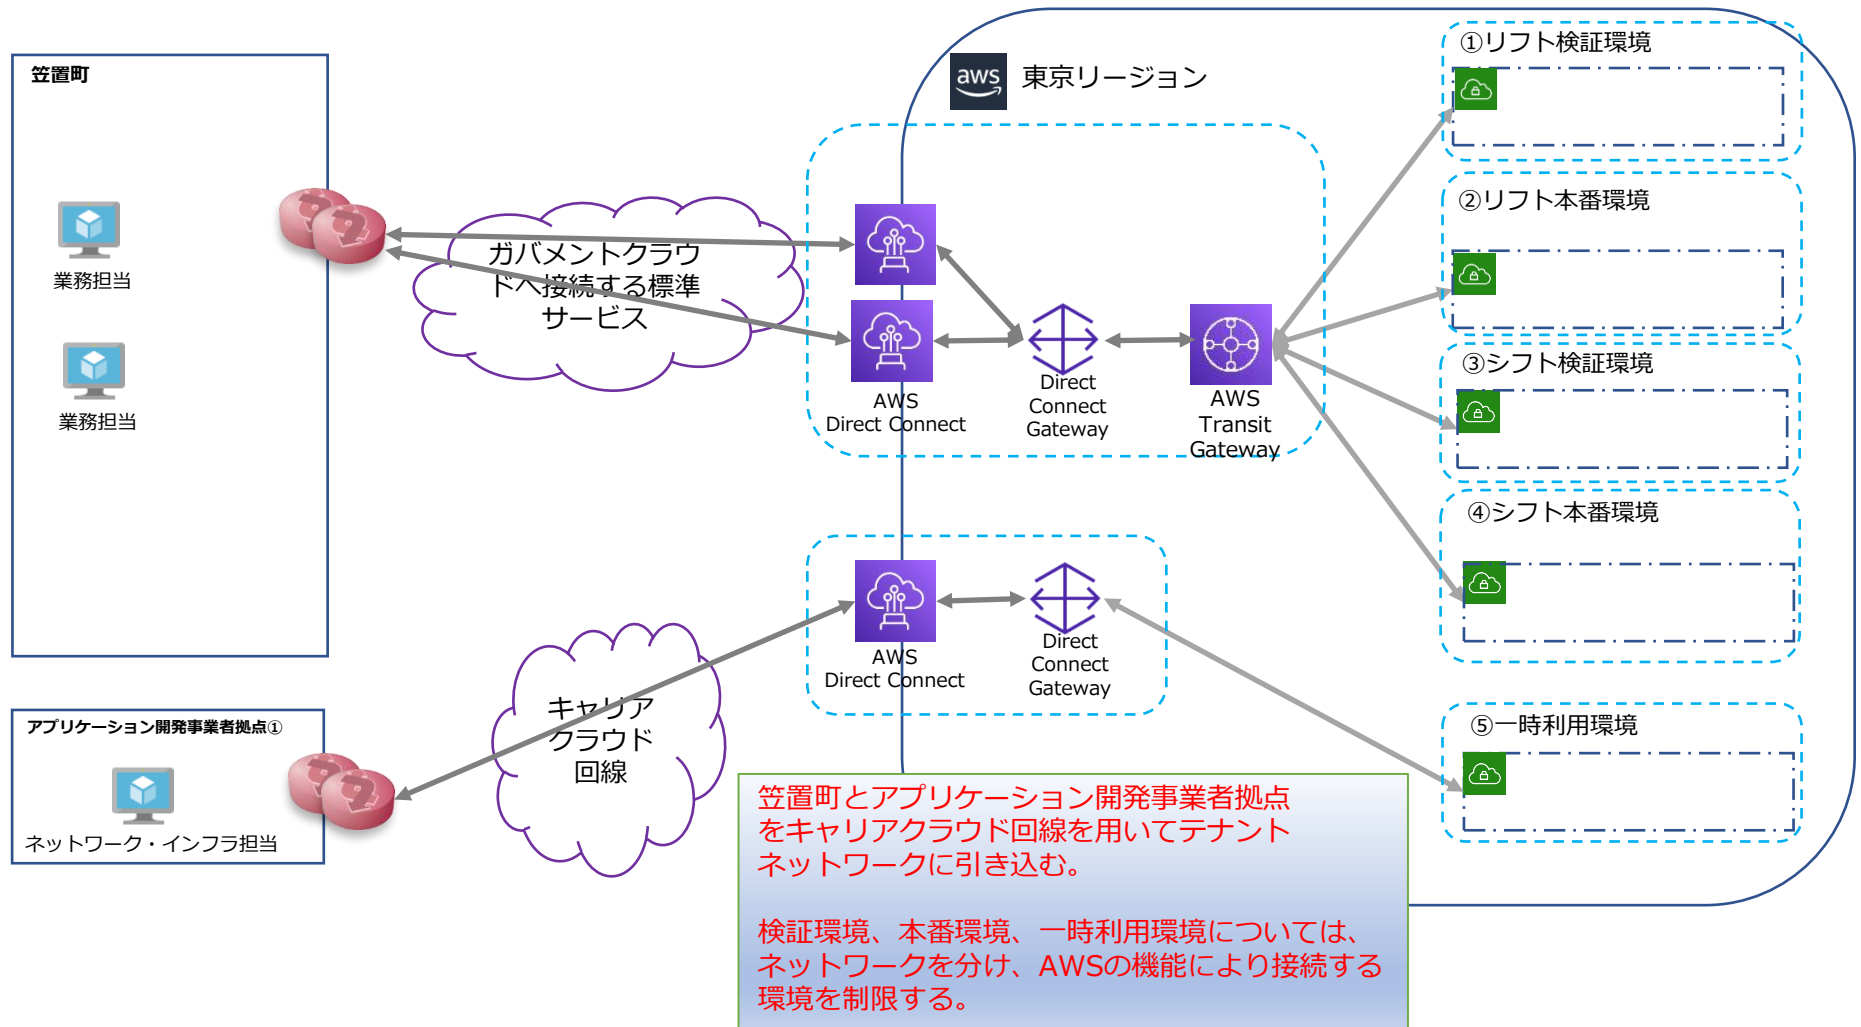 笠置町
業務担当
業務担当
ガバメントクラウ
ドへ接続する標準
サービス
aws
東京リージョン
AWS
Direct Connect
Direct
Connect
Gateway
AWS
Transit
Gateway
①リフト検証環境
②リフト本番環境
③シフト検証環境
④シフト本番環境
⑤一時利用環境
アプリケーション開発事業者拠点①
ネットワーク・インフラ担当
キャリア
クラウド
回線
AWS
Direct Connect
Direct
Connect
Gateway
笠置町とアプリケーション開発事業者拠点
をキャリアクラウド回線を用いてテナント
ネットワークに引き込む。
検証環境、本番環境、一時利用環境については、
ネットワークを分け、AWSの機能により接続する
環境を制限する。